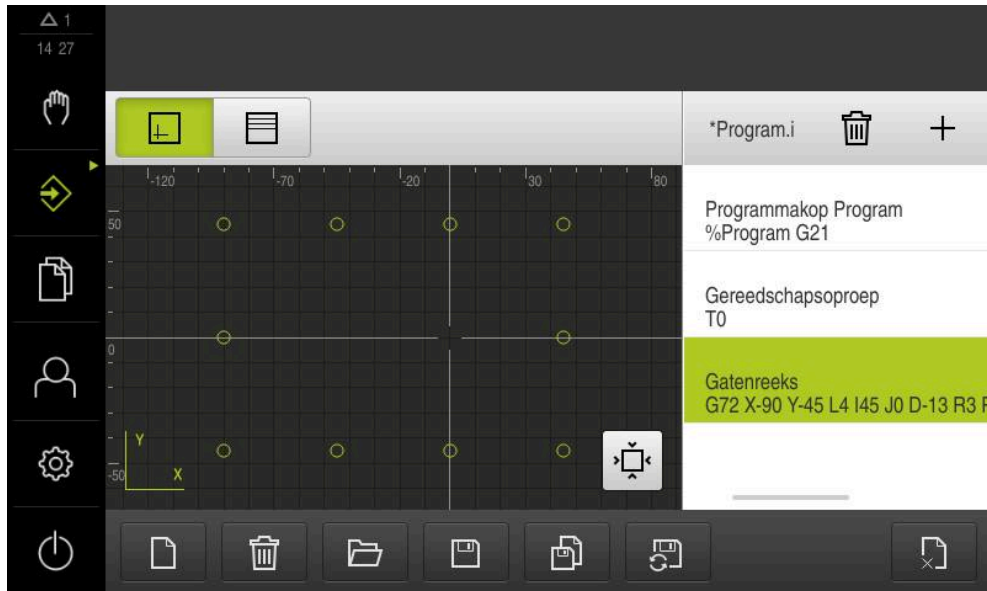 1
14 27
*Program.i
-120 -70 -20 30 80
50
0
-50
Y
X
Programmakop Program
%Program G21
Gereedschapsoproep
T0
Gatenreeks
G72 X-90 Y-45 L4 I45 J0 D-13 R3